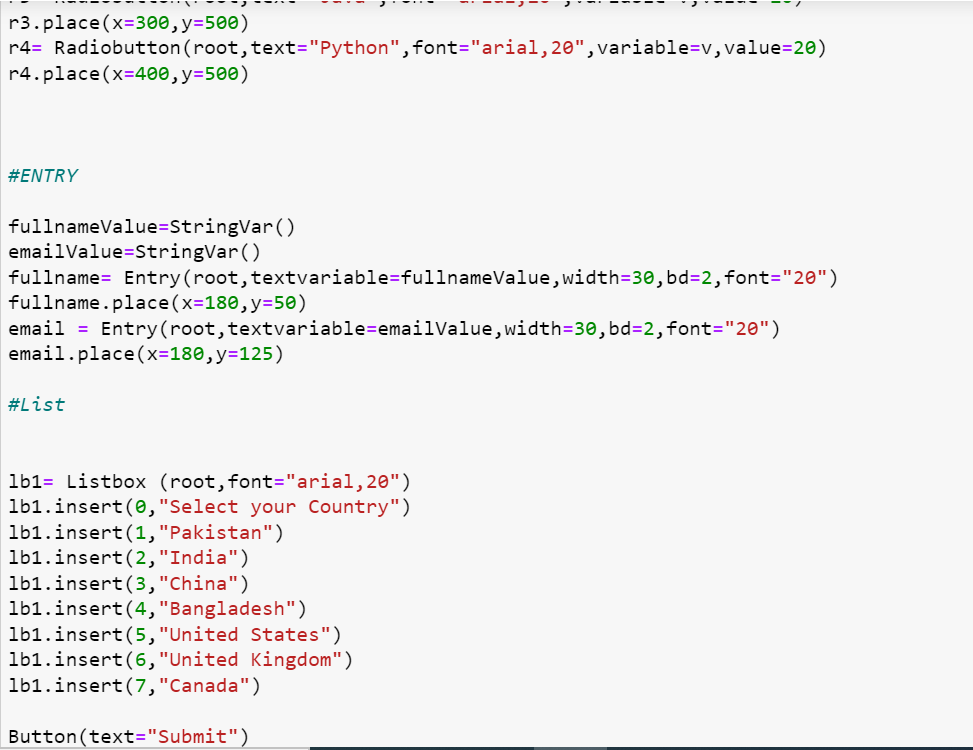 r3.place(x=300,y=500)
r4= Radiobutton(root,text="Python",font="arial,20",variable=v,value=20)
r4.place(x=400,y=500)
#ENTRY
fullnameValue=StringVar()
emailValue=StringVar()
fullname= Entry(root,textvariable=fullnameValue,width=30,bd=2,font="20")
fullname.place(x=180,y=50)
email = Entry(root,textvariable=emailValue,width=30,bd=2,font="20")
email.place(x=180,y=125)
#List
lb1= Listbox (root,font="arial,20")
lb1.insert(0,"Select your Country")
lb1.insert(1,"Pakistan")
lb1.insert(2,"India")
lb1.insert(3,"China")
lb1.insert(4,"Bangladesh")
lb1.insert(5,"United States")
lb1.insert(6,"United Kingdom")
lb1.insert(7,"Canada")
Button(text="Submit")